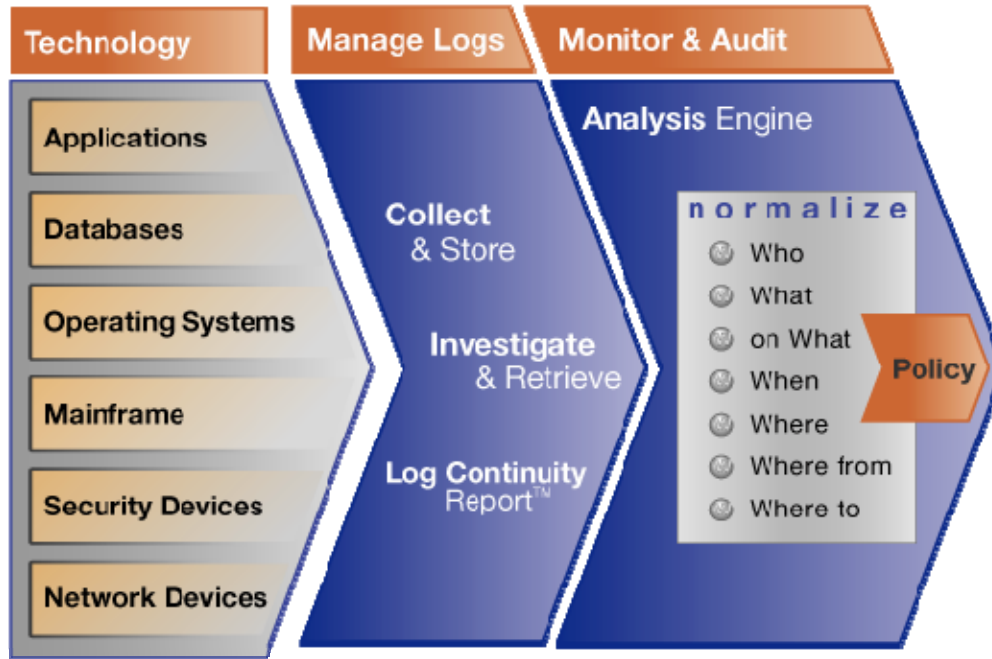 Technology
Applications
Databases
Operating Systems
Mainframe
Security Devices
Network Devices
Manage Logs
Collect
& Store
Investigate
& Retrieve
Log Continuity
Report™
Monitor & Audit
Analysis Engine
normalize
Who
What
on What
When
Where
Where from
Where to
Policy